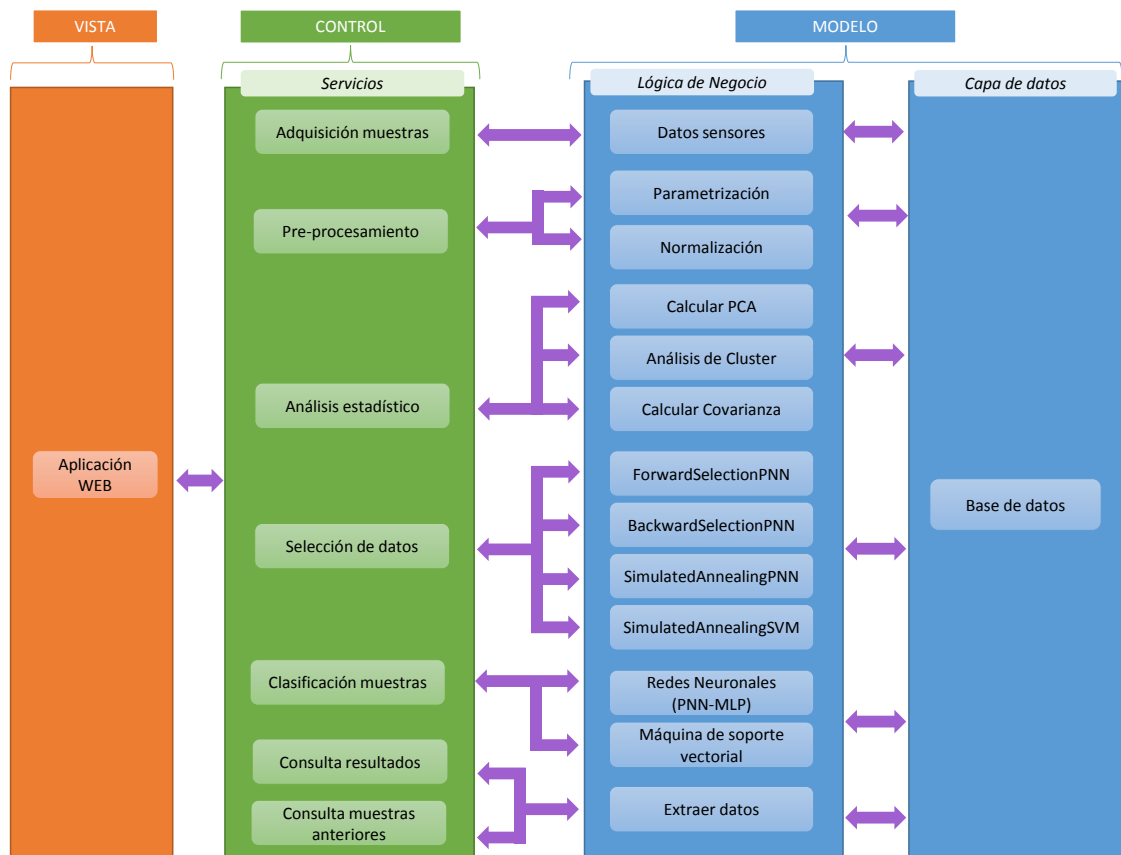 VISTA
CONTROL
MODELO
Servicios
Lógica de Negocio
Capa de datos
Adquisición muestras
Datos sensores
Parametrización
Pre-procesamiento
Normalización
Calcular PCA
Análisis de Cluster
Análisis estadístico
Calcular Covarianza
Aplicación
WEB
ForwardSelectionPNN
Base de datos
BackwardSelectionPNN
Selección de datos
SimulatedAnnealingPNN
SimulatedAnnealingSVM
Clasificación muestras
Redes Neuronales
(PNN-MLP)
Máquina de soporte
vectorial
Consulta resultados
Extraer datos
Consulta muestras
anteriores